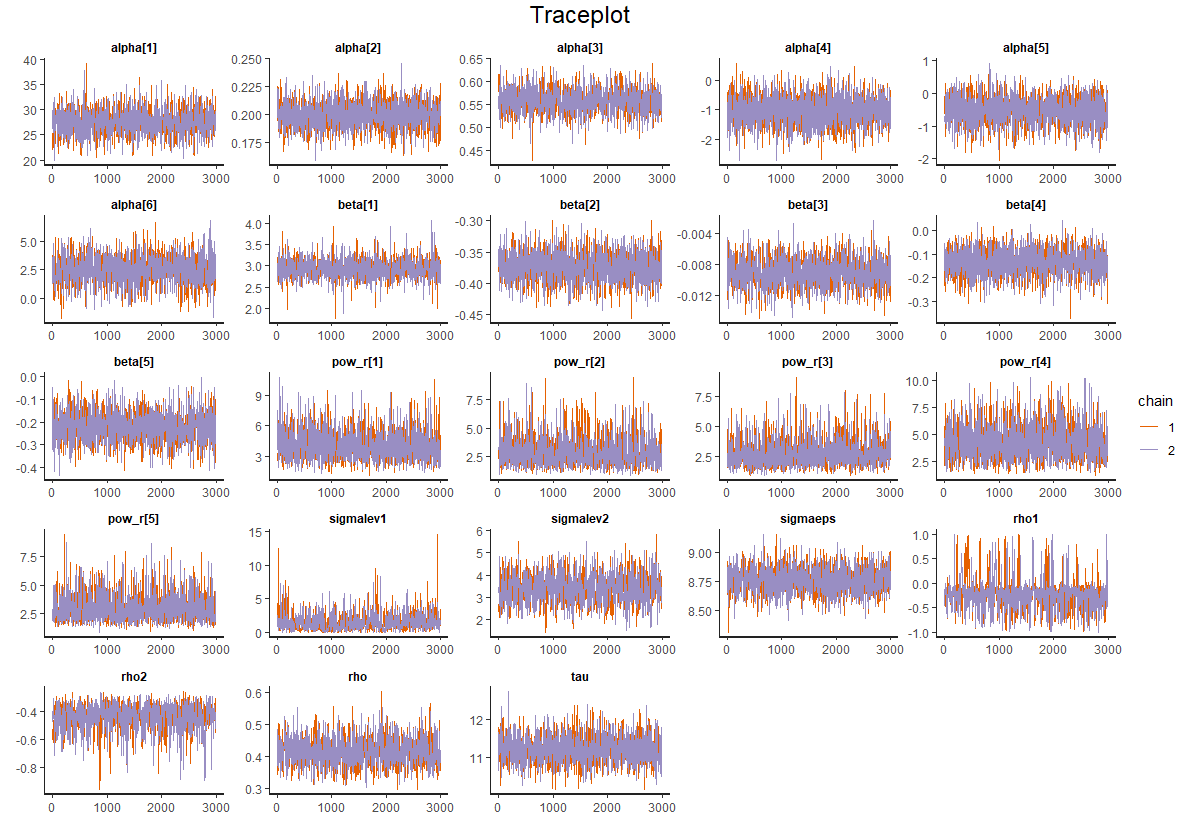 Traceplot
alpha[1] alpha[2] alpha[3] alpha[4] alpha[5]
40 35 30 25 20
0.250 0.225 0.200 0.175
0.65 0.60 0.55 0.50 0.45
0 -1 -2
1 0 -1 -2
0 1000 2000 3000 0 1000 2000 3000 0 1000 2000 3000 0 1000 2000 3000 0 1000 2000 3000
alpha[6] beta[1] beta[2] beta[3] beta[4]
5.0 2.5 0.0
4.0 3.5 3.0 2.5 2.0
-0.30 -0.35 -0.40 -0.45
-0.004 -0.008 -0.012
0.0 -0.1 -0.2 -0.3
0 1000 2000 3000 0 1000 2000 3000 0 1000 2000 3000 0 1000 2000 3000 0 1000 2000 3000
beta[5] pow_r[1] pow_r[2] pow_r[3] pow_r[4]
0.0 -0.1 -0.2 -0.3 -0.4
9 6 3
7.5 5.0 2.5
10.0 7.5 5.0 2.5
10.0 7.5 5.0 2.5
0 1000 2000 3000 0 1000 2000 3000 0 1000 2000 3000 0 1000 2000 3000 0 1000 2000 3000
chain
1
2
pow_r[5] sigmalev1 sigmalev2 sigmaeps rho1
7.5 5.0 2.5
15 10 5 0
6 5 4 3 2
9.00 8.75 8.50
1.0 0.5 0.0 -0.5 -1.0
0 1000 2000 3000 0 1000 2000 3000 0 1000 2000 3000 0 1000 2000 3000 0 1000 2000 3000
rho2 rho tau
-0.4 -0.6 -0.8
0.6 0.5 0.4 0.3
12 11
0 1000 2000 3000 0 1000 2000 3000 0 1000 2000 3000